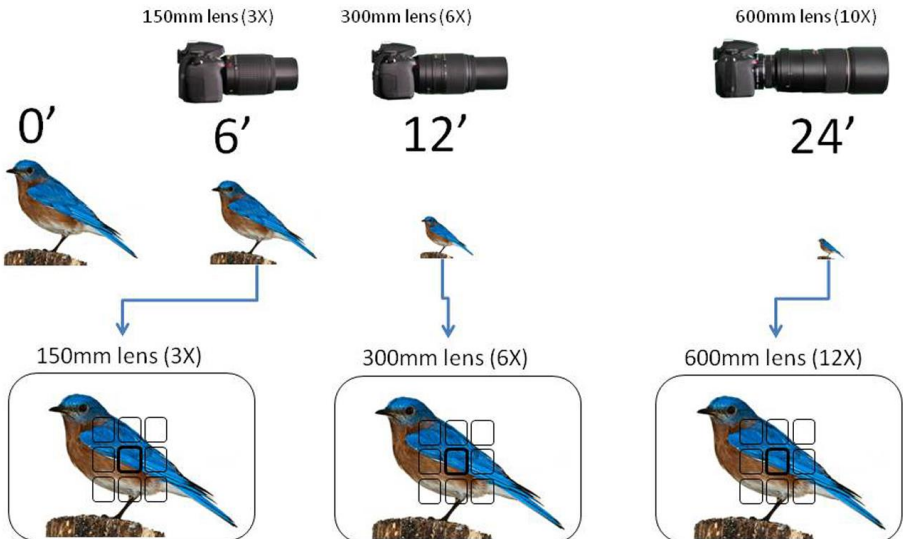 150mm lens (3X)
300mm lens (6X)
600mm lens (10X)
0’
6’
12’
24’
150mm lens (3X)
300mm lens (6X)
600mm lens (12X)